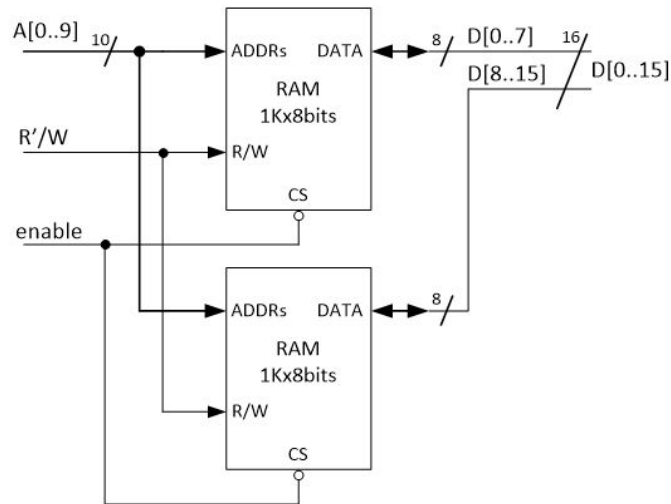 A[0..9]
10
ADDRs
DATA
8
D[0..7]
16
RAM
1Kx8bits
D[8..15]
D[0..15]
R'/W
R/W
CS
enable
ADDRs
DATA
8
RAM
1Kx8bits
R/W
CS